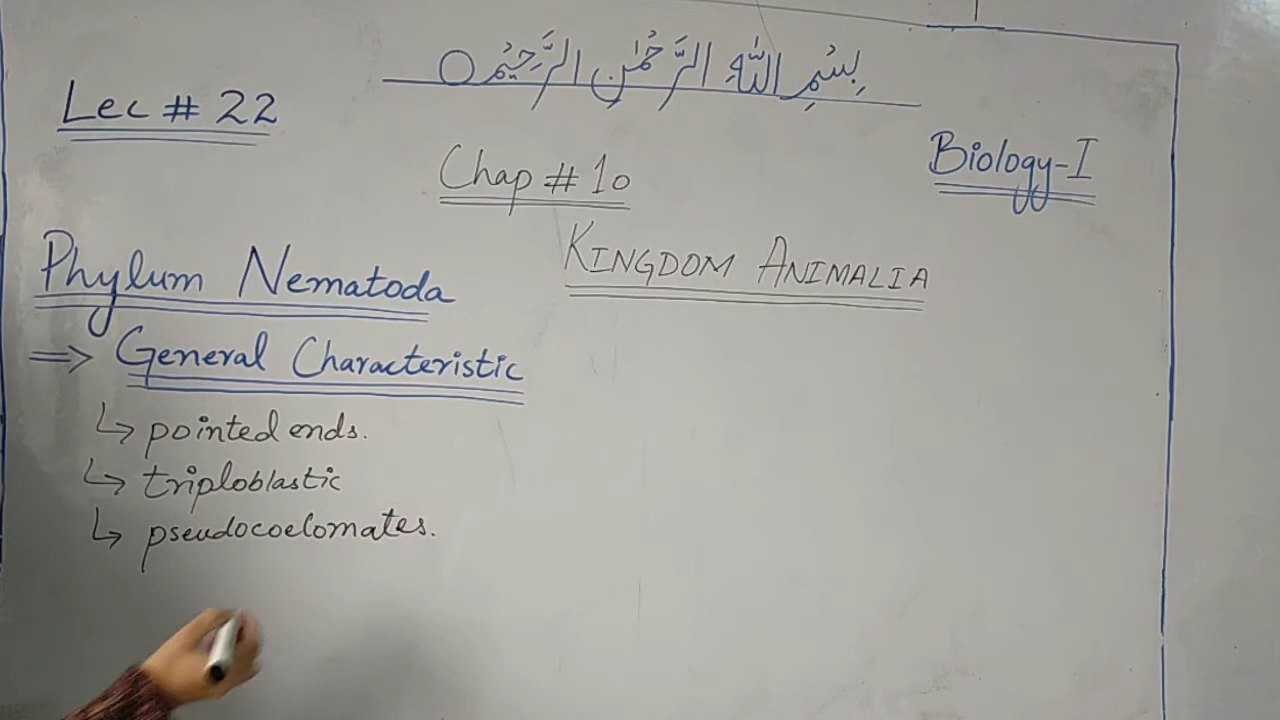 بِسْمِ اللّٰهِ الرَّحْمٰنِ الرَّحِيْمِ
Lec # 22
Biology-I
Chap # 10
KINGDOM ANIMALIA
Phylum Nematoda
⇒ General Characteristic
↳ pointed ends.
↳ triploblastic
↳ pseudocoelomates.